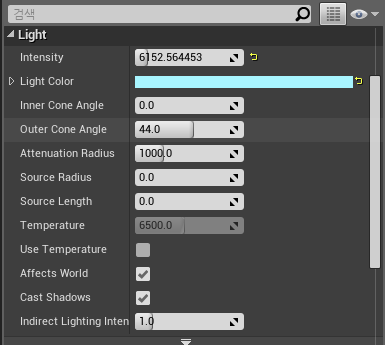 검색
Light
Intensity 6152.564453
Light Color
Inner Cone Angle 0.0
Outer Cone Angle 44.0
Attenuation Radius 1000.0
Source Radius 0.0
Source Length 0.0
Temperature 6500.0
Use Temperature
Affects World
Cast Shadows
Indirect Lighting Inten 1.0